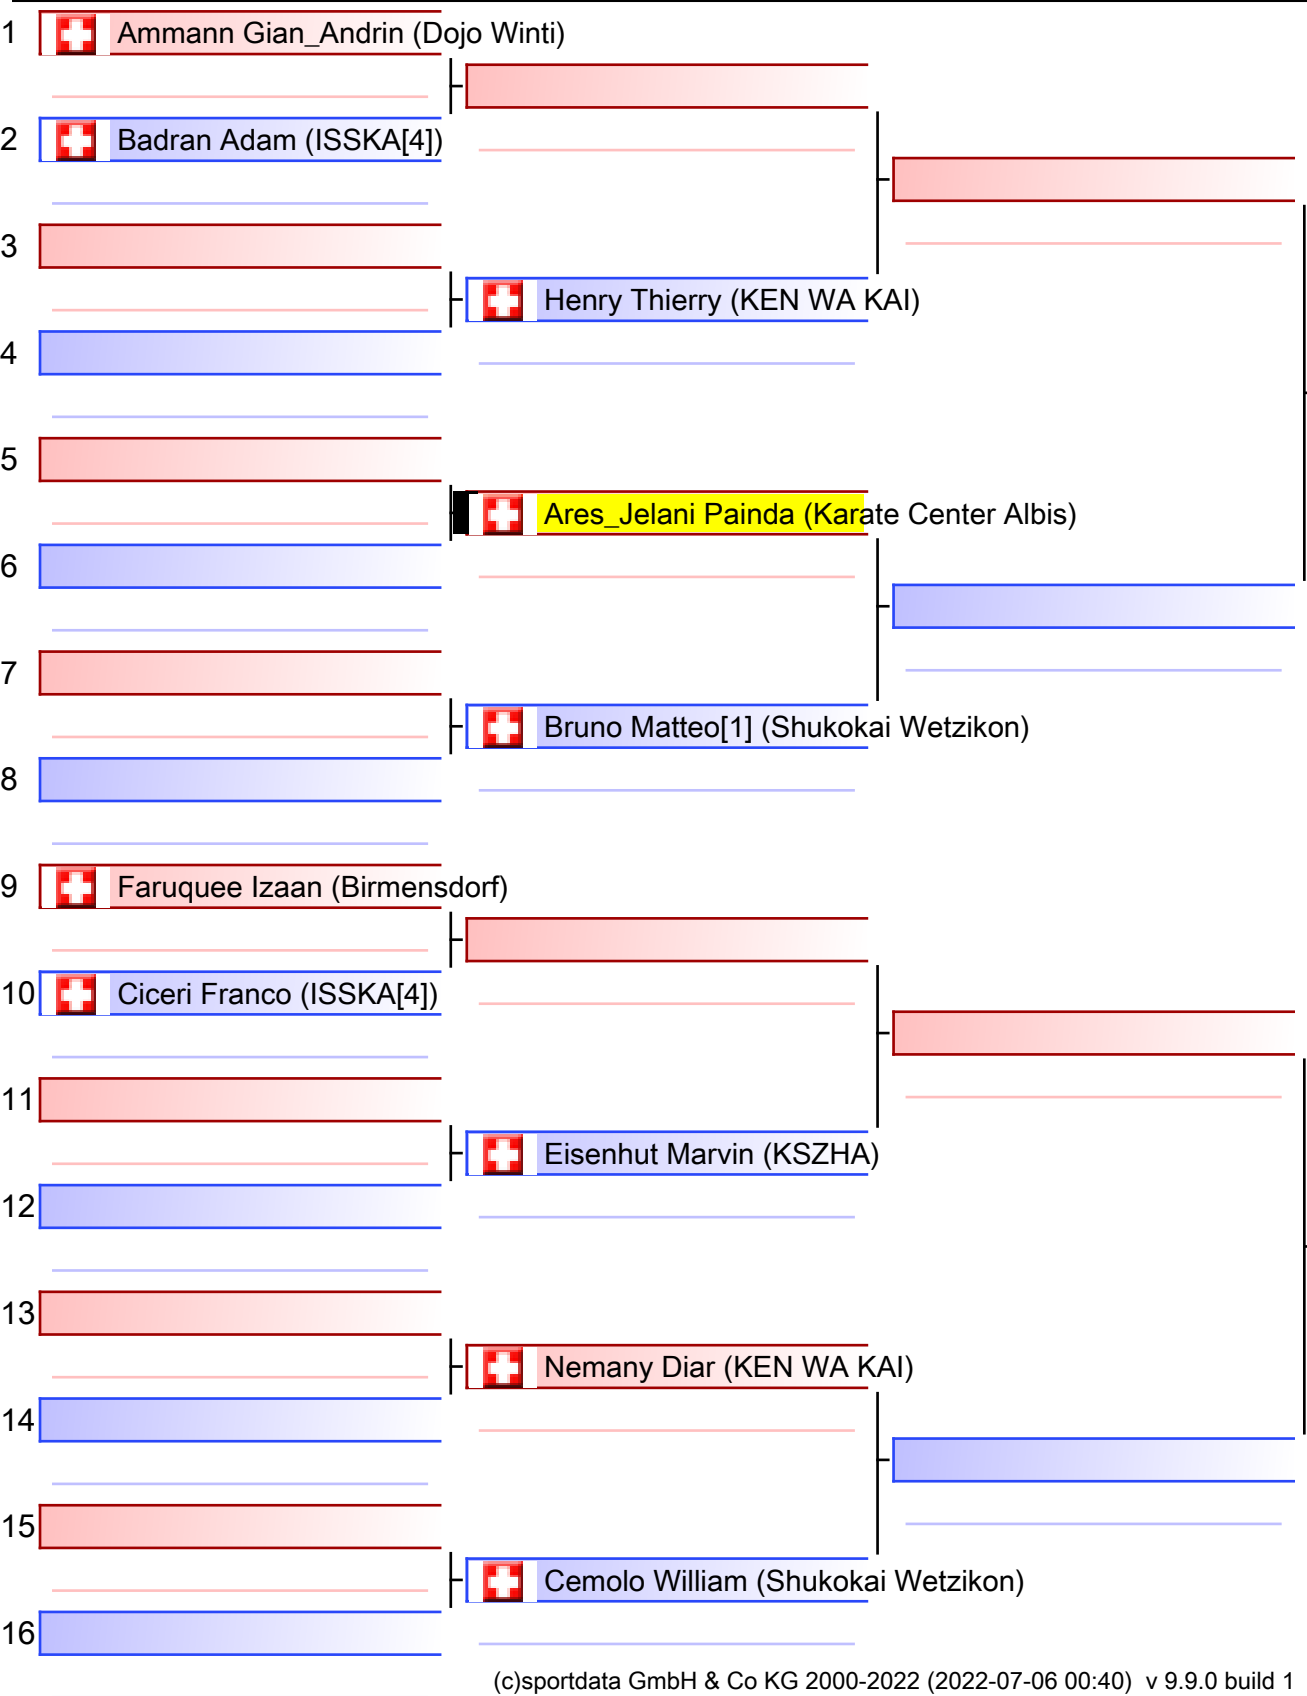 1 Ammann Gian_Andrin (Dojo Winti)
2 Badran Adam (ISSKA[4])
3
Henry Thierry (KEN WA KAI)
4
5
Ares_Jelani Painda (Karate Center Albis)
6
7
Bruno Matteo[1] (Shukokai Wetzikon)
8
9 Faruquee Izaan (Birmensdorf)
10 Ciceri Franco (ISSKA[4])
11
Eisenhut Marvin (KSZHA)
12
13
Nemany Diar (KEN WA KAI)
14
15
Cemolo William (Shukokai Wetzikon)
16
(c)sportdata GmbH & Co KG 2000-2022 (2022-07-06 00:40) v 9.9.0 build 1